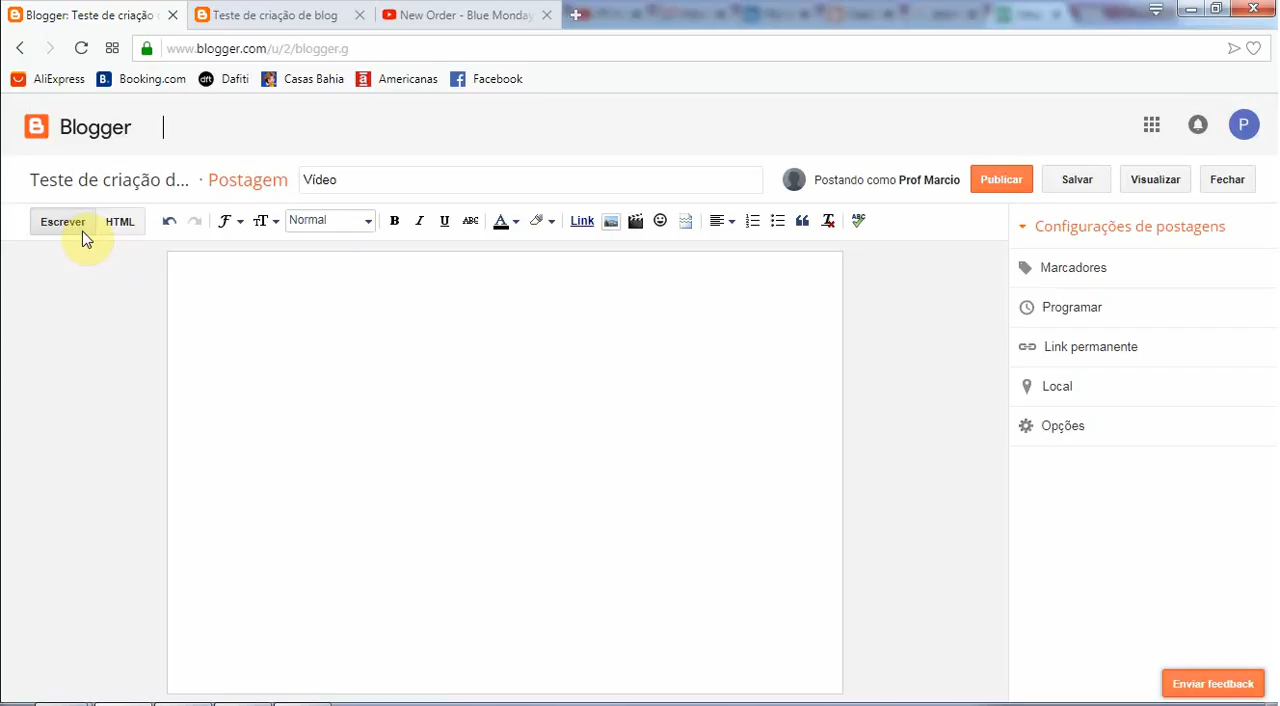 Blogger: Teste de criação
Teste de criação de blog
New Order - Blue Monday
www.blogger.com/u/2/blogger.g
AliExpress
Booking.com
Dafiti
Casas Bahia
Americanas
Facebook
Blogger
Teste de criação d... · Postagem
Vídeo
Postando como Prof Marcio
Publicar
Salvar
Visualizar
Fechar
Escrever
HTML
Normal
Link
Configurações de postagens
Marcadores
Programar
Link permanente
Local
Opções
Enviar feedback
P